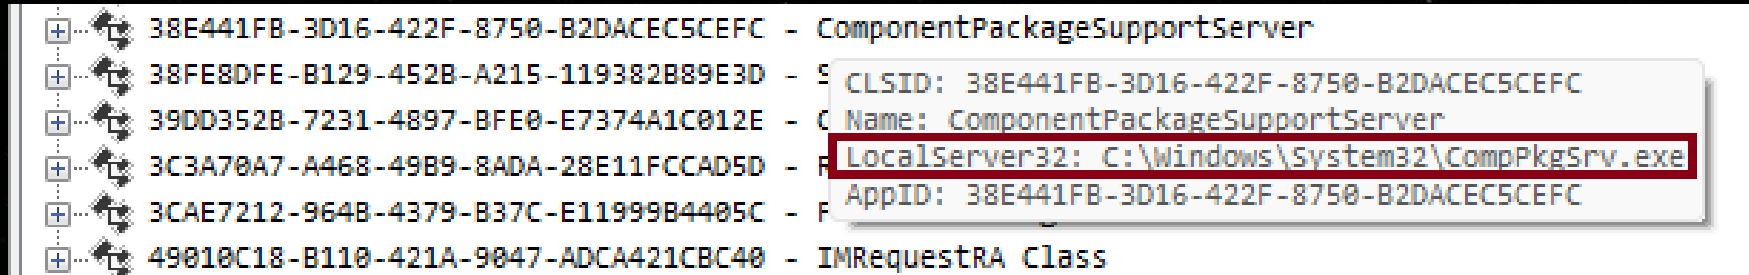 38E441FB-3D16-422F-8750-B2DACEC5CEFC - ComponentPackageSupportServer
38FE8DFE-B129-452B-A215-119382B89E3D - S
39DD352B-7231-4897-BFE0-E7374A1C012E - C
3C3A70A7-A468-49B9-8ADA-28E11FCCAD5D - R
3CAE7212-964B-4379-B37C-E11999B4405C - F
49010C18-B110-421A-9047-ADCA421CBC40 - IMRequestRA Class
CLSID: 38E441FB-3D16-422F-8750-B2DACEC5CEFC
Name: ComponentPackageSupportServer
LocalServer32: C:\Windows\System32\CompPkgSrv.exe
AppID: 38E441FB-3D16-422F-8750-B2DACEC5CEFC